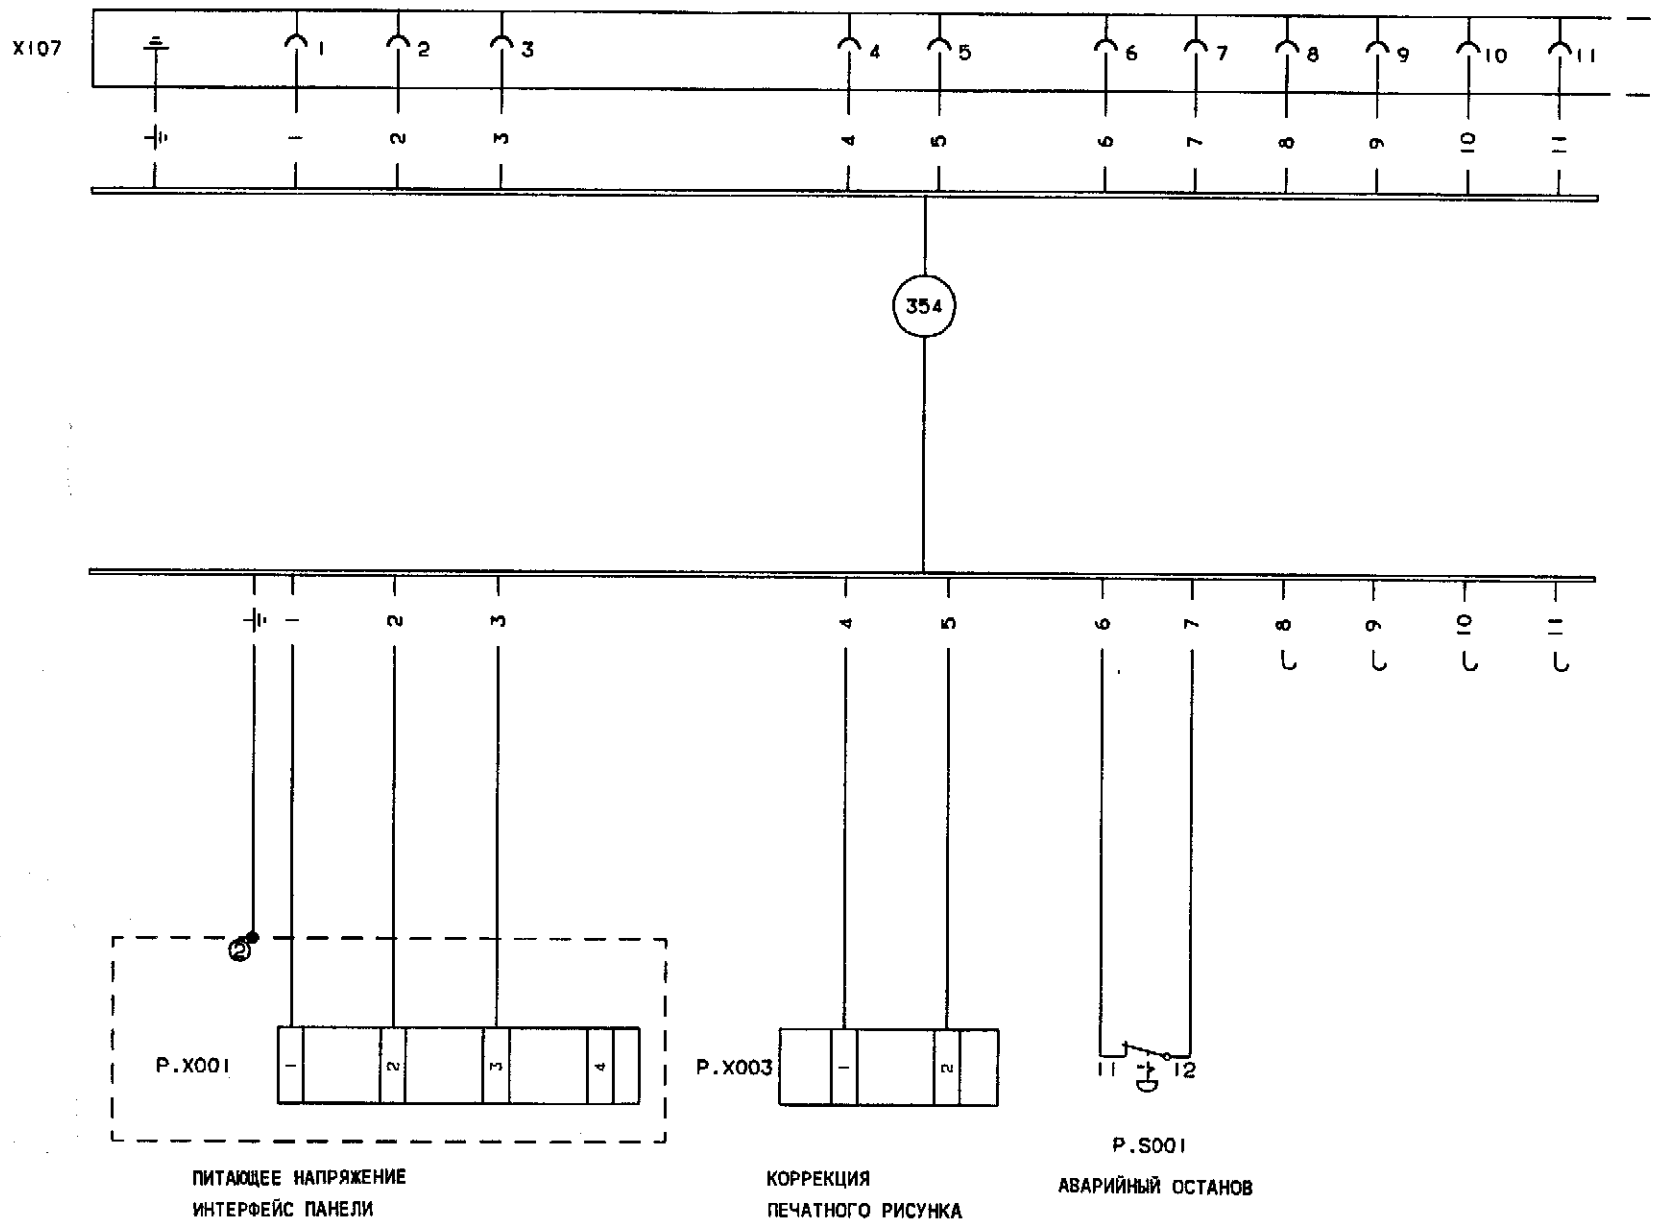 X107 1 2 3 4 5 6 7 8 9 10 11
1 2 3 4 5 6 7 8 9 10 11
354
1 2 3 4 5 6 7 8 9 10 11
2
P.X001 1 2 3 4 P.X003 1 2 11 12
P.S001
ПИТАЮЩЕЕ НАПРЯЖЕНИЕ
ИНТЕРФЕЙС ПАНЕЛИ
КОРРЕКЦИЯ
ПЕЧАТНОГО РИСУНКА
АВАРИЙНЫЙ ОСТАНОВ